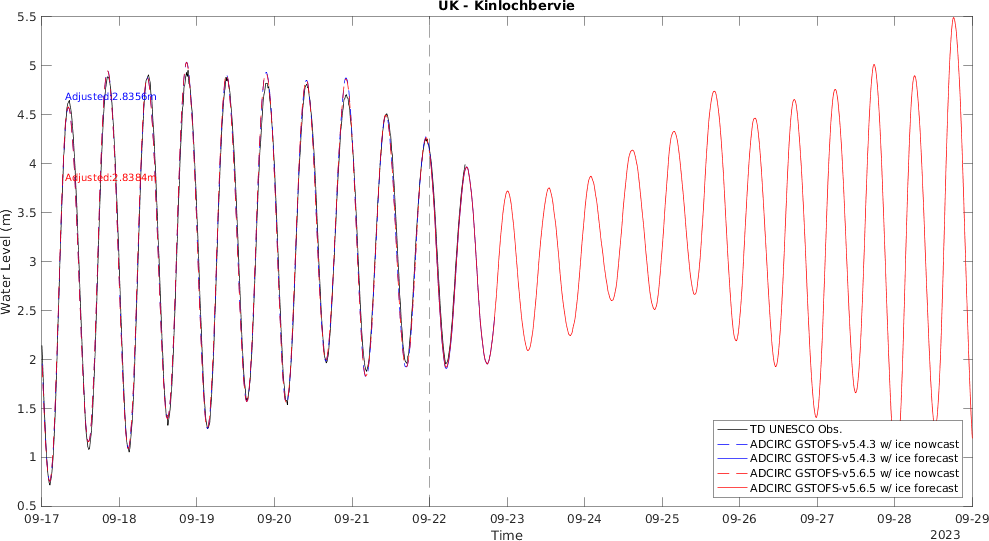 UK - Kinlochbervie
5.5
5
4.5
4
3.5
3
2.5
2
1.5
1
0.5
Water Level (m)
Adjusted:2.8356m
Adjusted:2.8384m
TD UNESCO Obs.
ADCIRC GSTOFS-v5.4.3 w/ ice nowcast
ADCIRC GSTOFS-v5.4.3 w/ ice forecast
ADCIRC GSTOFS-v5.6.5 w/ ice nowcast
ADCIRC GSTOFS-v5.6.5 w/ ice forecast
09-17 09-18 09-19 09-20 09-21 09-22 09-23 09-24 09-25 09-26 09-27 09-28 09-29
Time
2023